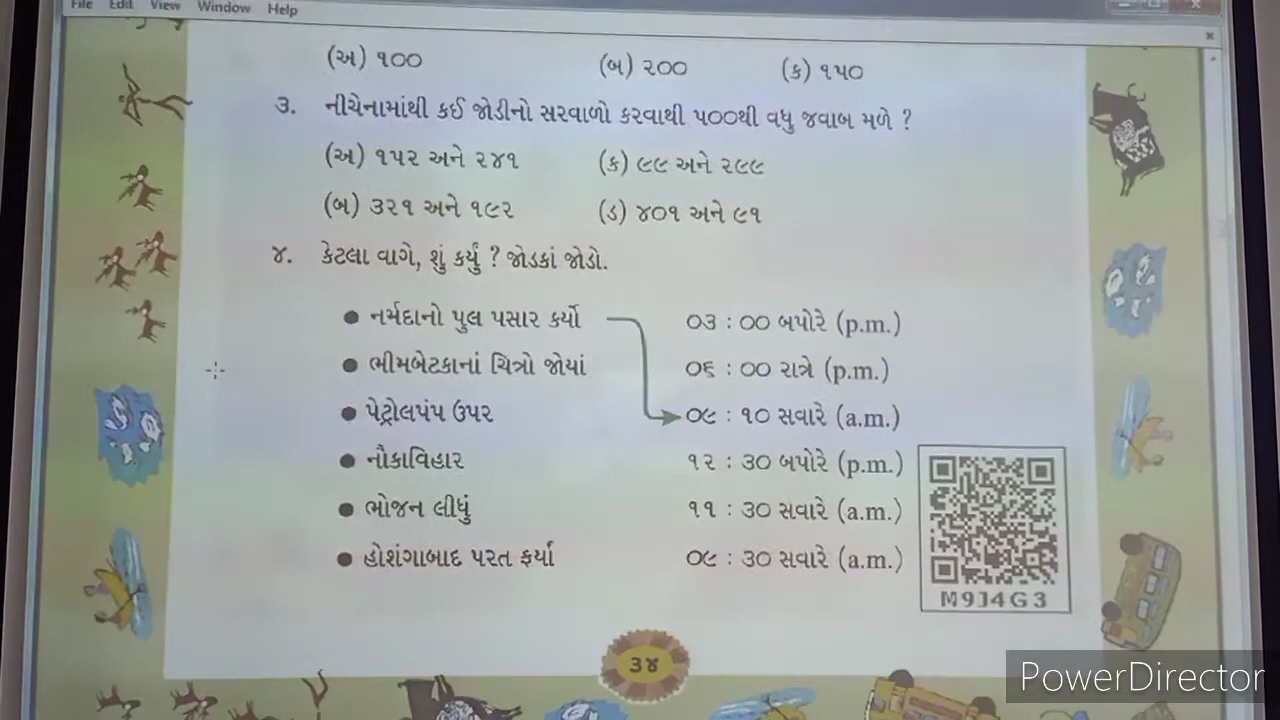 File Edit View Window Help
(અ) ૧૦૦ (બ) ૨૦૦ (ક) ૧૫૦
૩. નીચેનામાંથી કઈ જોડીનો સરવાળો કરવાથી ૫૦૦થી વધુ જવાબ મળે ?
(અ) ૧૫૨ અને ૨૪૧ (ક) ૯૯ અને ૨૯૯
(બ) ૩૨૧ અને ૧૯૨ (ડ) ૪૦૧ અને ૯૧
૪. કેટલા વાગે, શું કર્યું ? જોડકાં જોડો.
● નર્મદાનો પુલ પસાર કર્યો ૦૩ : ૦૦ બપોરે (p.m.)
● ભીમબેટકાનાં ચિત્રો જોયાં ૦૬ : ૦૦ રાત્રે (p.m.)
● પેટ્રોલપંપ ઉપર ૦૯ : ૧૦ સવારે (a.m.)
● નૌકાવિહાર ૧૨ : ૩૦ બપોરે (p.m.)
● ભોજન લીધું ૧૧ : ૩૦ સવારે (a.m.)
● હોશંગાબાદ પરત ફર્યાં ૦૯ : ૩૦ સવારે (a.m.)
M9J4G3
૩૪
PowerDirector